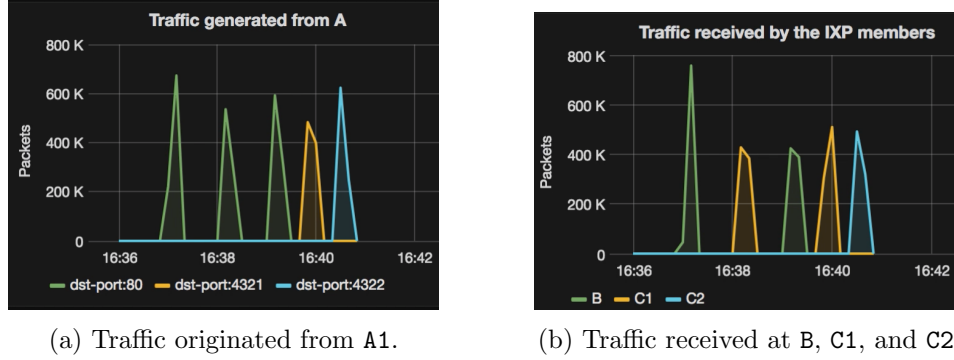 Traffic generated from A
800 K
600 K
400 K
200 K
0
Packets
16:36
16:38
16:40
16:42
dst-port:80 dst-port:4321 dst-port:4322
(a) Traffic originated from A1.
Traffic received by the IXP members
800 K
600 K
400 K
200 K
0
Packets
16:36
16:38
16:40
16:42
B C1 C2
(b) Traffic received at B, C1, and C2